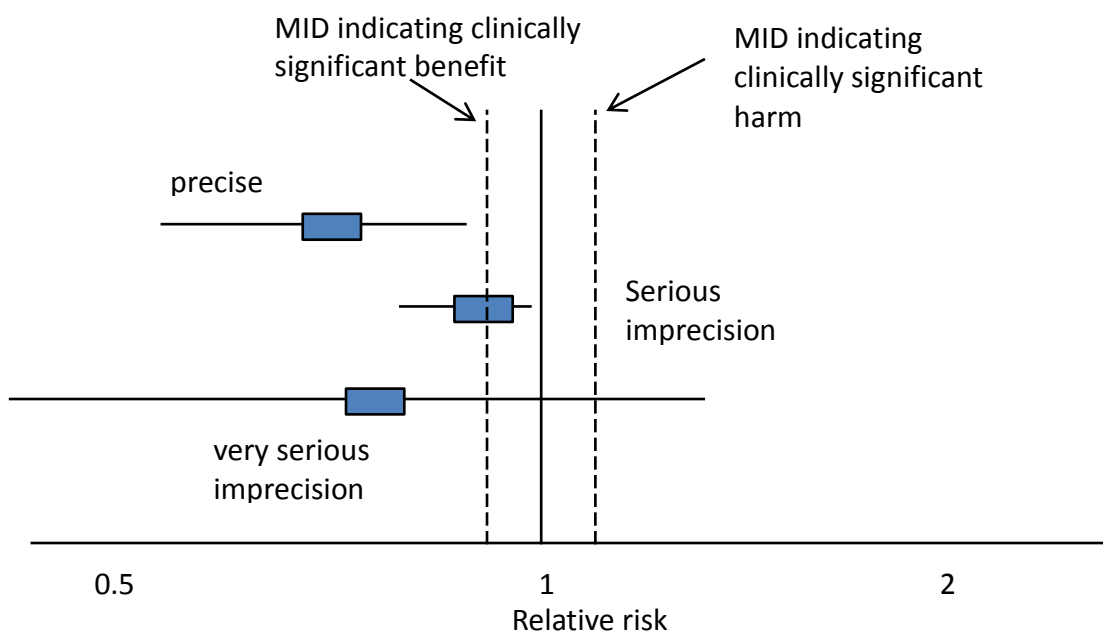 MID indicating clinically
significant benefit
MID indicating
clinically significant
harm
precise
Serious
imprecision
very serious
imprecision
0.5
1
2
Relative risk